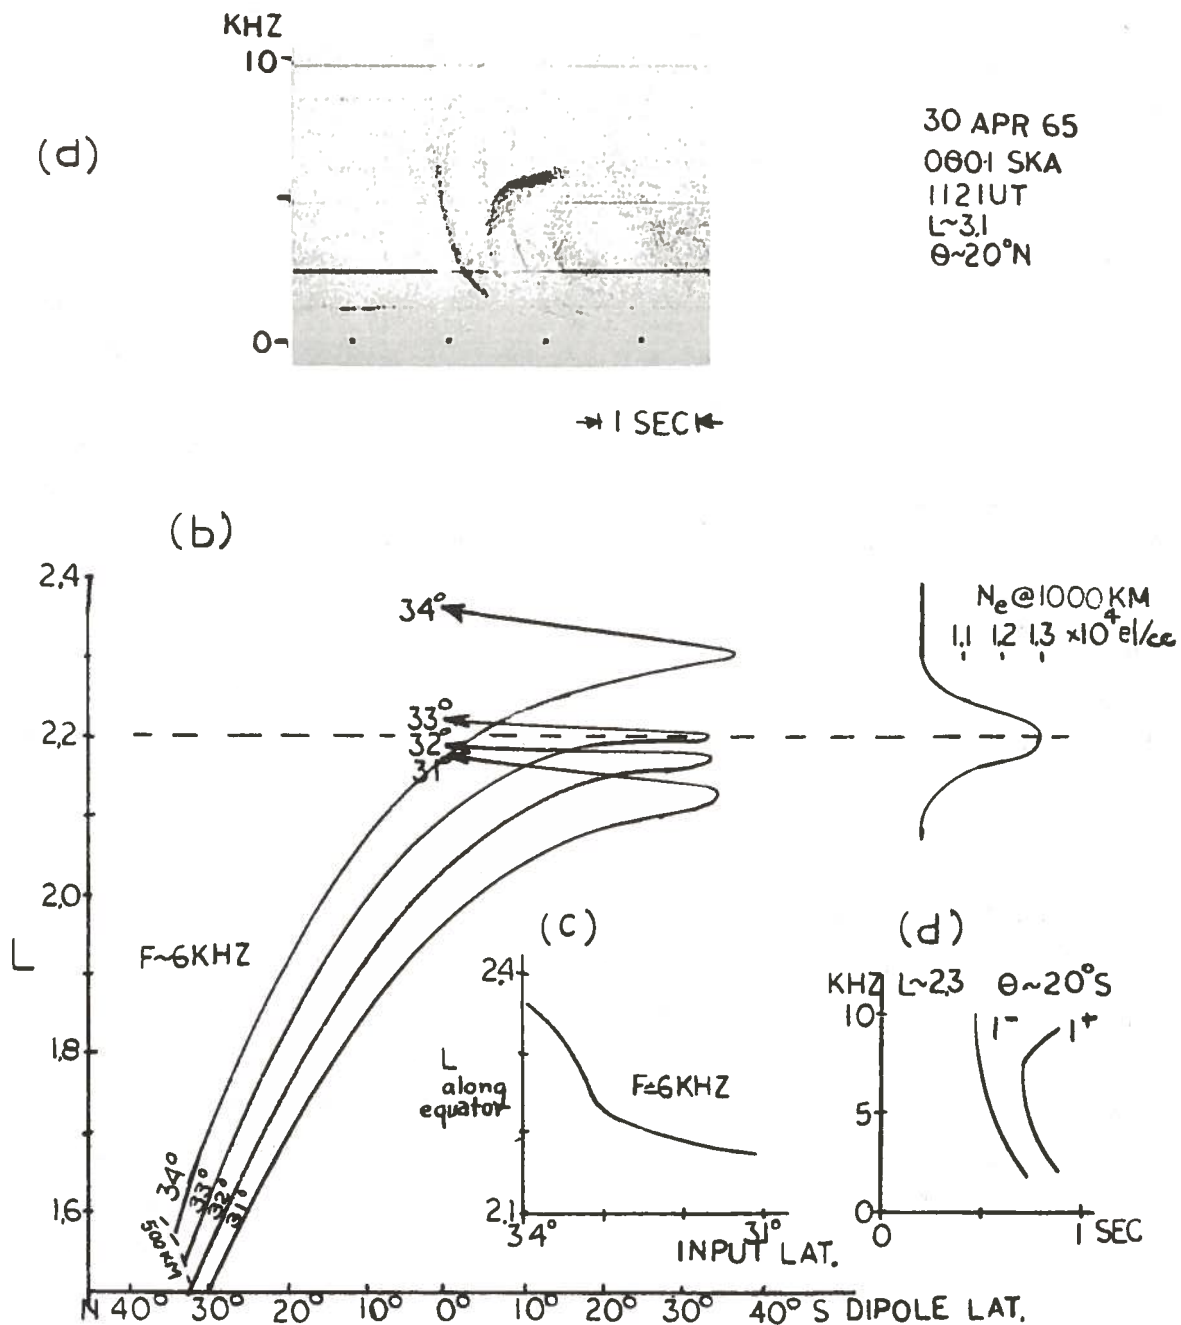 KHZ
10
(d)
0
30 APR 65
0601 SKA
1121UT
L~3.1
θ~20°N
1 SEC
(b)
2.4
2.2
2.0
1.8
1.6
L
34°
33°
32°
31°
F~6KHZ
34°
33°
32°
31°
500KM
N 40° 30° 20° 10° 0° 10° 20° 30° 40° S DIPOLE LAT.
Ne@1000KM
1.1 1.2 1.3 ×10⁴ el/cc
(c)
2.4
L
along
equator
F≃6KHZ
2.1
34° 31°
INPUT LAT.
(d)
KHZ L~2.3 θ~20°S
10
1⁻ 1⁺
5
0
0 1 SEC